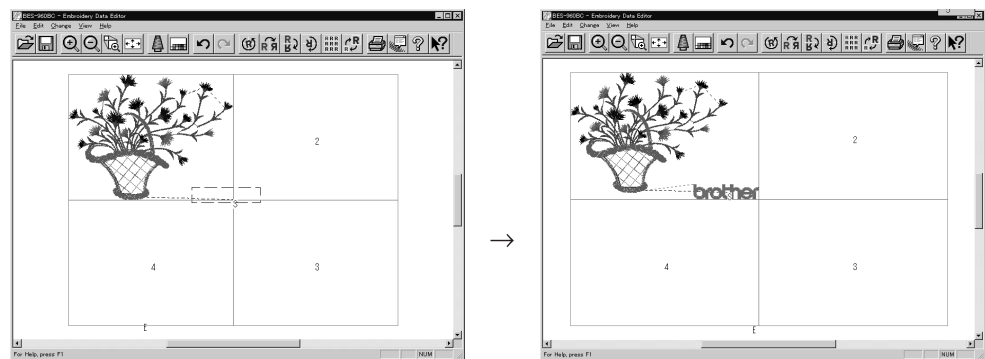 BES-960BC - Embroidery Data Editor
File Edit Change View Help
2
3
4
3
E
For Help, press F1
NUM
→
BES-960BC - Embroidery Data Editor
File Edit Change View Help
2
brother
4
3
E
For Help, press F1
NUM